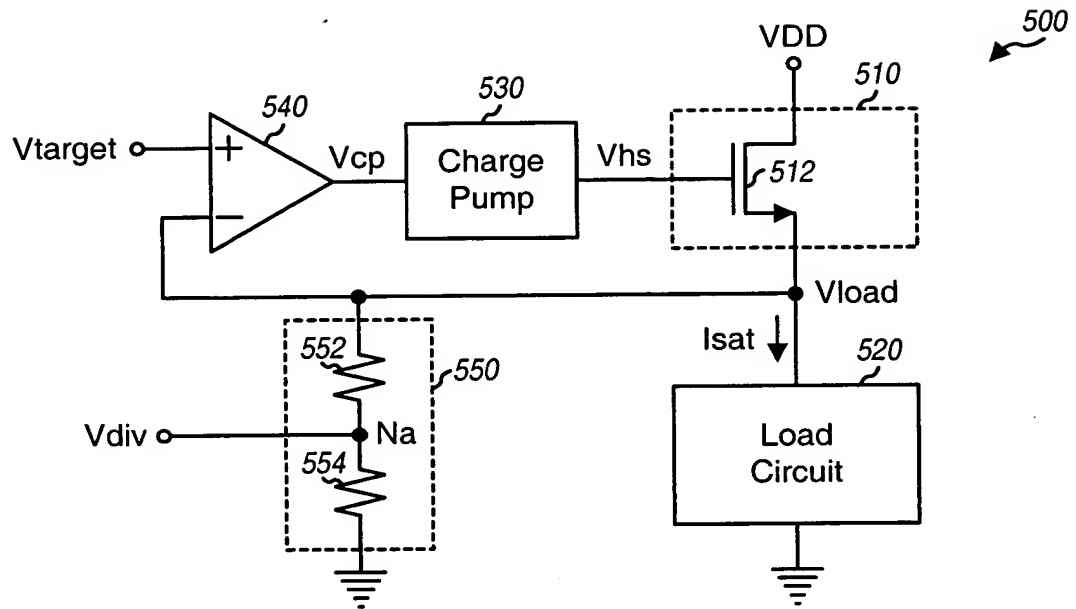 500
VDD
510
540
530
Vtarget
+
−
Vcp
Charge
Pump
Vhs
512
Vload
Isat
520
552
550
Vdiv
Na
554
Load
Circuit